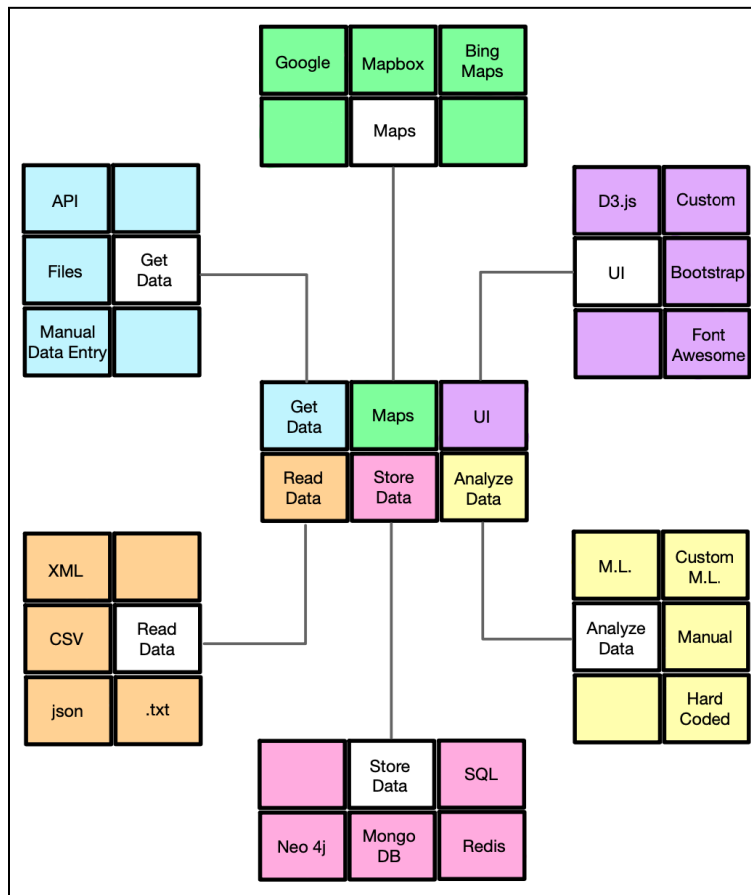 Google
Mapbox
Bing
Maps
Maps
API
Files
Get
Data
Manual
Data Entry
D3.js
Custom
UI
Bootstrap
Font
Awesome
Get
Data
Maps
UI
Read
Data
Store
Data
Analyze
Data
XML
CSV
Read
Data
json
.txt
M.L.
Custom
M.L.
Analyze
Data
Manual
Hard
Coded
Store
Data
SQL
Neo 4j
Mongo
DB
Redis